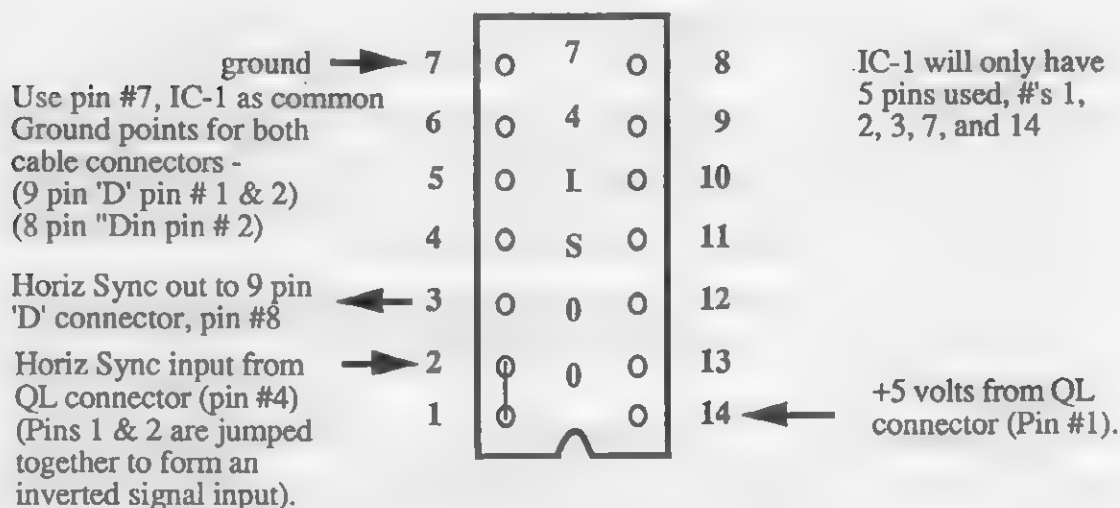 ground
Use pin #7, IC-1 as common
Ground points for both
cable connectors -
(9 pin 'D' pin # 1 & 2)
(8 pin "Din pin # 2)
Horiz Sync out to 9 pin
'D' connector, pin #8
Horiz Sync input from
QL connector (pin #4)
(Pins 1 & 2 are jumped
together to form an
inverted signal input).
7
6
5
4
3
2
1
7
4
L
S
0
0
8
9
10
11
12
13
14
IC-1 will only have
5 pins used, #'s 1,
2, 3, 7, and 14
+5 volts from QL
connector (Pin #1).